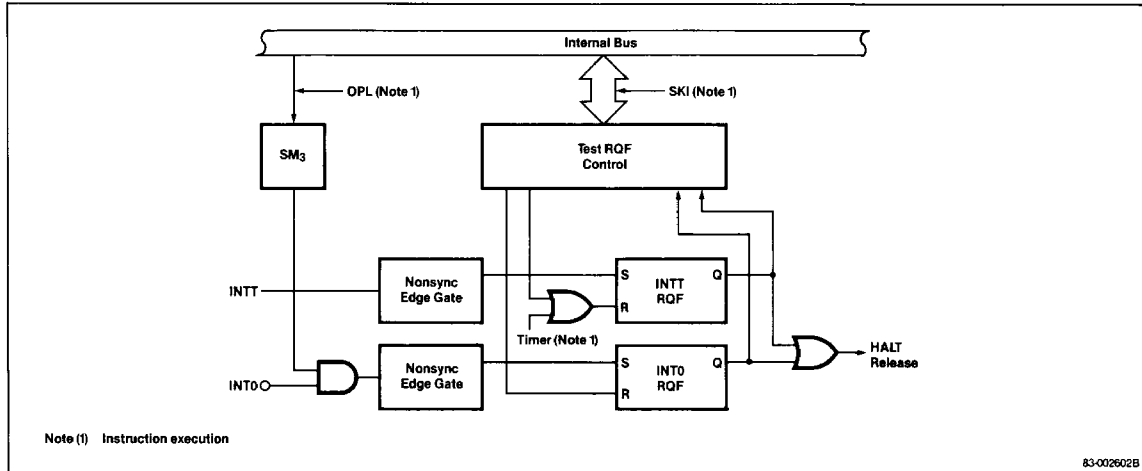 Internal Bus
OPL (Note 1)
SKI (Note 1)
SM3
Test RQF
Control
INTT
Nonsync
Edge Gate
S
Q
INTT
RQF
R
Timer (Note 1)
INT0
Nonsync
Edge Gate
S
Q
INT0
RQF
R
HALT
Release
Note (1) Instruction execution
83-002602B